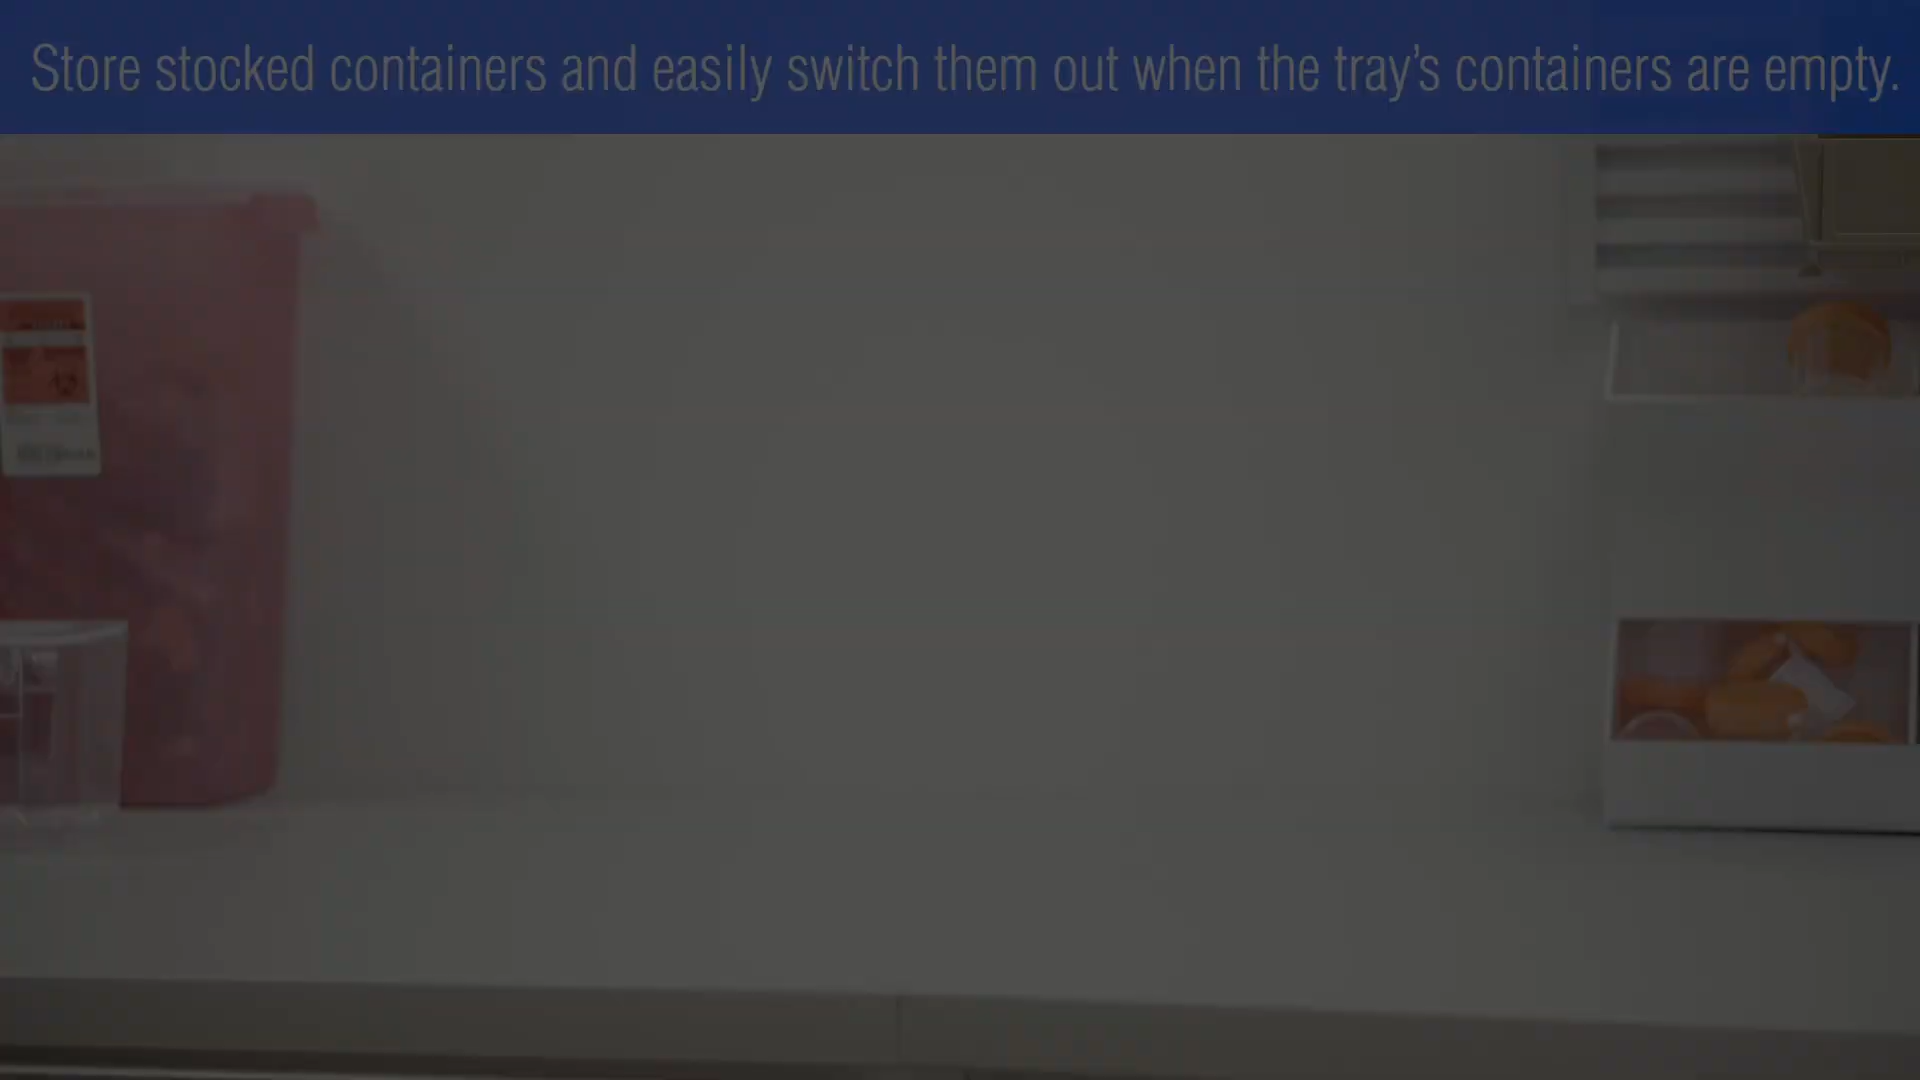 Store stocked containers and easily switch them out when the tray's containers are empty.